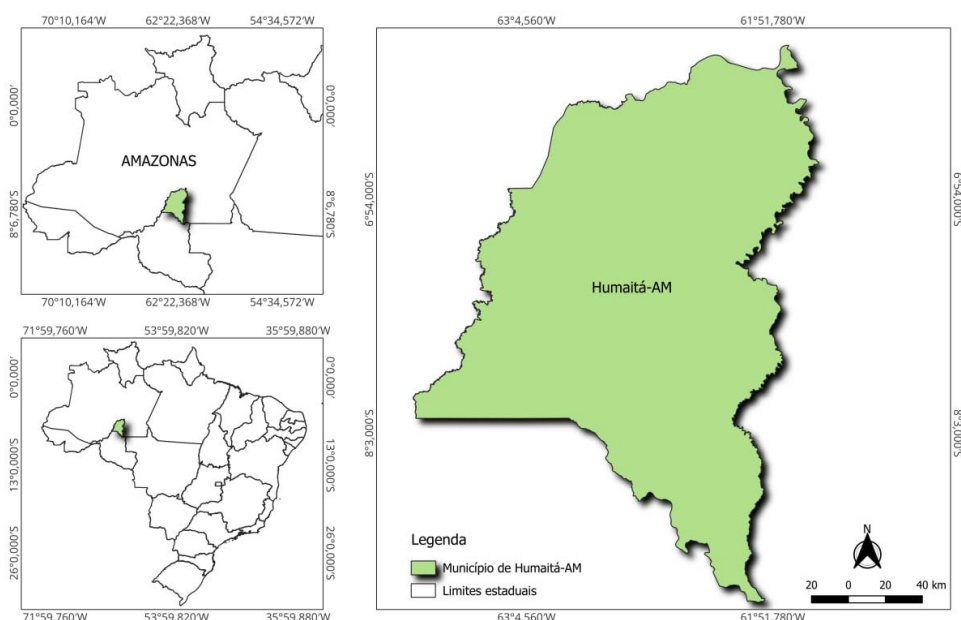 70°10,164'W 62°22,368'W 54°34,572'W
0°0,000' 0°0,000'
AMAZONAS
8°6,780'S 8°6,780'S
70°10,164'W 62°22,368'W 54°34,572'W
71°59,760'W 53°59,820'W 35°59,880'W
0°0,000' 0°0,000'
13°0,000'S 13°0,000'S
26°0,000'S 26°0,000'S
71°59,760'W 53°59,820'W 35°59,880'W
63°4,560'W 61°51,780'W
6°54,000'S 6°54,000'S
Humaitá-AM
8°3,000'S 8°3,000'S
Legenda
Município de Humaitá-AM
Limites estaduais
N
20 0 20 40 km
63°4,560'W 61°51,780'W